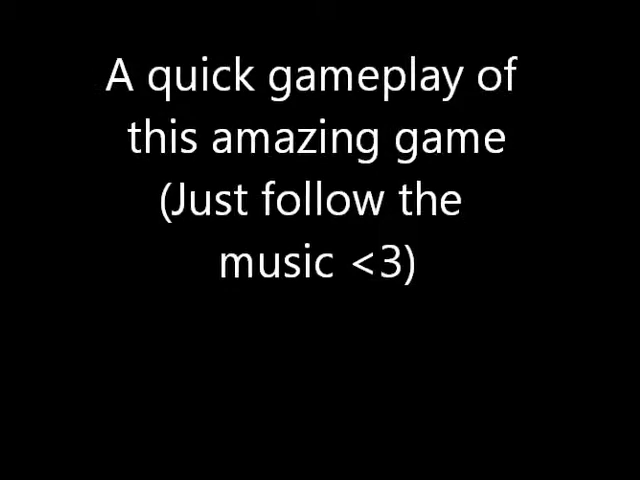 A quick gameplay of
this amazing game
(Just follow the
music <3)